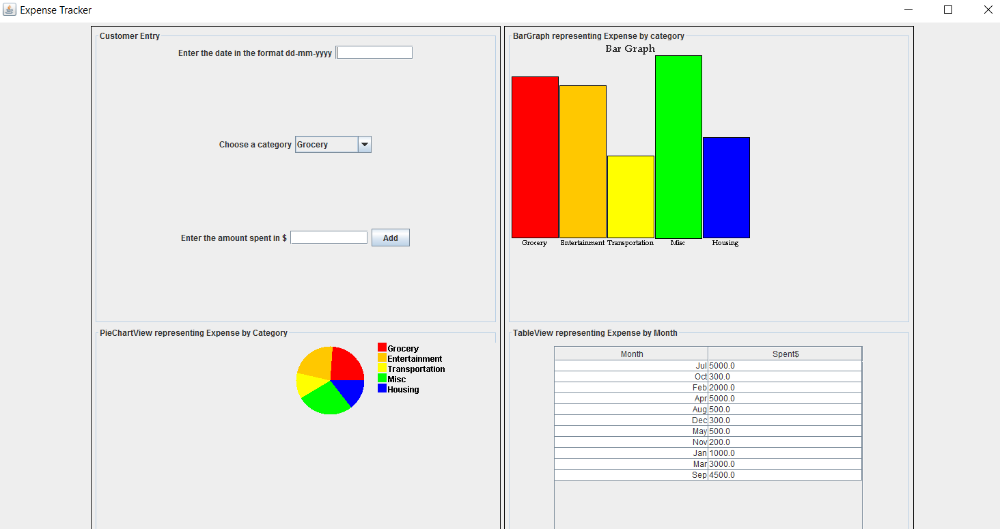 Expense Tracker
Customer Entry
Enter the date in the format dd-mm-yyyy
Choose a category Grocery
Enter the amount spent in $ Add
BarGraph representing Expense by category
Bar Graph
Grocery Entertainment Transportation Misc Housing
PieChartView representing Expense by Category
Grocery
Entertainment
Transportation
Misc
Housing
TableView representing Expense by Month
Month Spent$
Jul 5000.0
Oct 300.0
Feb 2000.0
Apr 5000.0
Aug 500.0
Dec 300.0
May 500.0
Nov 200.0
Jan 1000.0
Mar 3000.0
Sep 4500.0